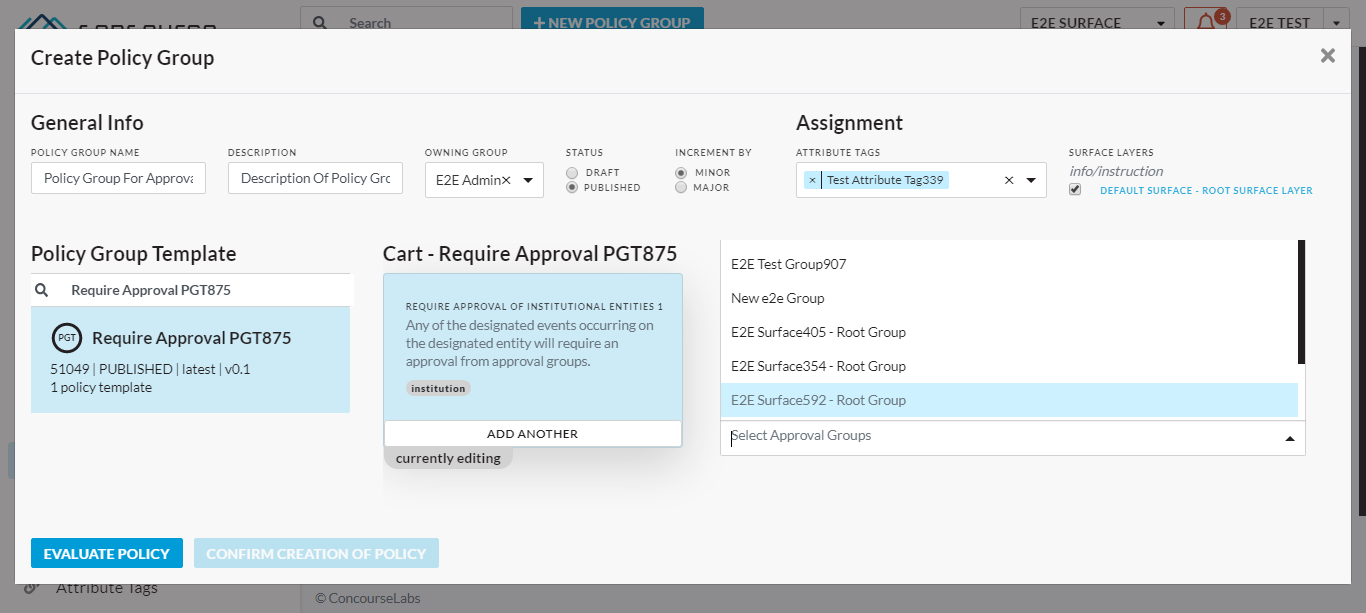 Search
+ NEW POLICY GROUP
E2E SURFACE
3
E2E TEST
Create Policy Group
×
General Info
Assignment
POLICY GROUP NAME
DESCRIPTION
OWNING GROUP
STATUS
INCREMENT BY
ATTRIBUTE TAGS
SURFACE LAYERS
Policy Group For Approva
Description Of Policy Grc
E2E Admin×
DRAFT
PUBLISHED
MINOR
MAJOR
× Test Attribute Tag339 ×
info/instruction
DEFAULT SURFACE - ROOT SURFACE LAYER
Policy Group Template
Require Approval PGT875
PGT
Require Approval PGT875
51049 | PUBLISHED | latest | v0.1
1 policy template
Cart - Require Approval PGT875
REQUIRE APPROVAL OF INSTITUTIONAL ENTITIES 1
Any of the designated events occurring on
the designated entity will require an
approval from approval groups.
institution
ADD ANOTHER
currently editing
E2E Test Group907
New e2e Group
E2E Surface405 - Root Group
E2E Surface354 - Root Group
E2E Surface592 - Root Group
Select Approval Groups
EVALUATE POLICY
CONFIRM CREATION OF POLICY
Attribute Tags
© ConcourseLabs